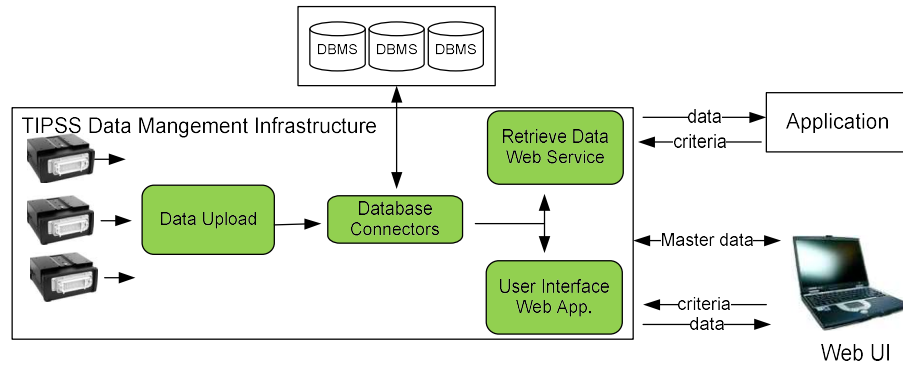 DBMS
DBMS
DBMS
TIPSS Data Mangement Infrastructure
Retrieve Data
Web Service
data
criteria
Application
Data Upload
Database
Connectors
Master data
User Interface
Web App.
criteria
data
Web UI